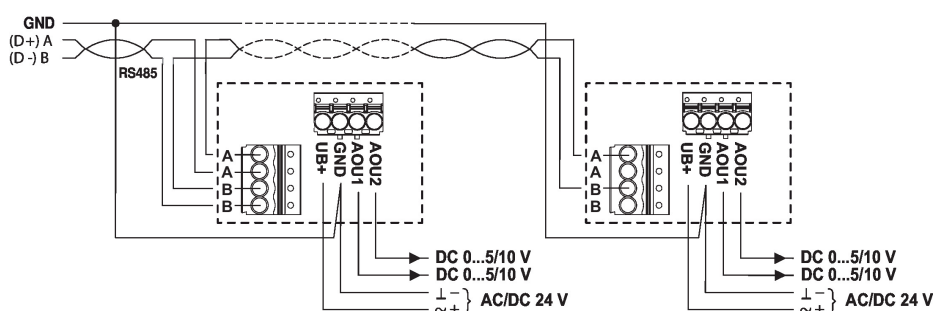 GND
(D+) A
(D-) B
RS485
UB+
GND
AOU1
AOU2
A
A
B
B
DC 0...5/10 V
DC 0...5/10 V
⊥ −
~ +
} AC/DC 24 V
UB+
GND
AOU1
AOU2
A
A
B
B
DC 0...5/10 V
DC 0...5/10 V
⊥ −
~ +
} AC/DC 24 V